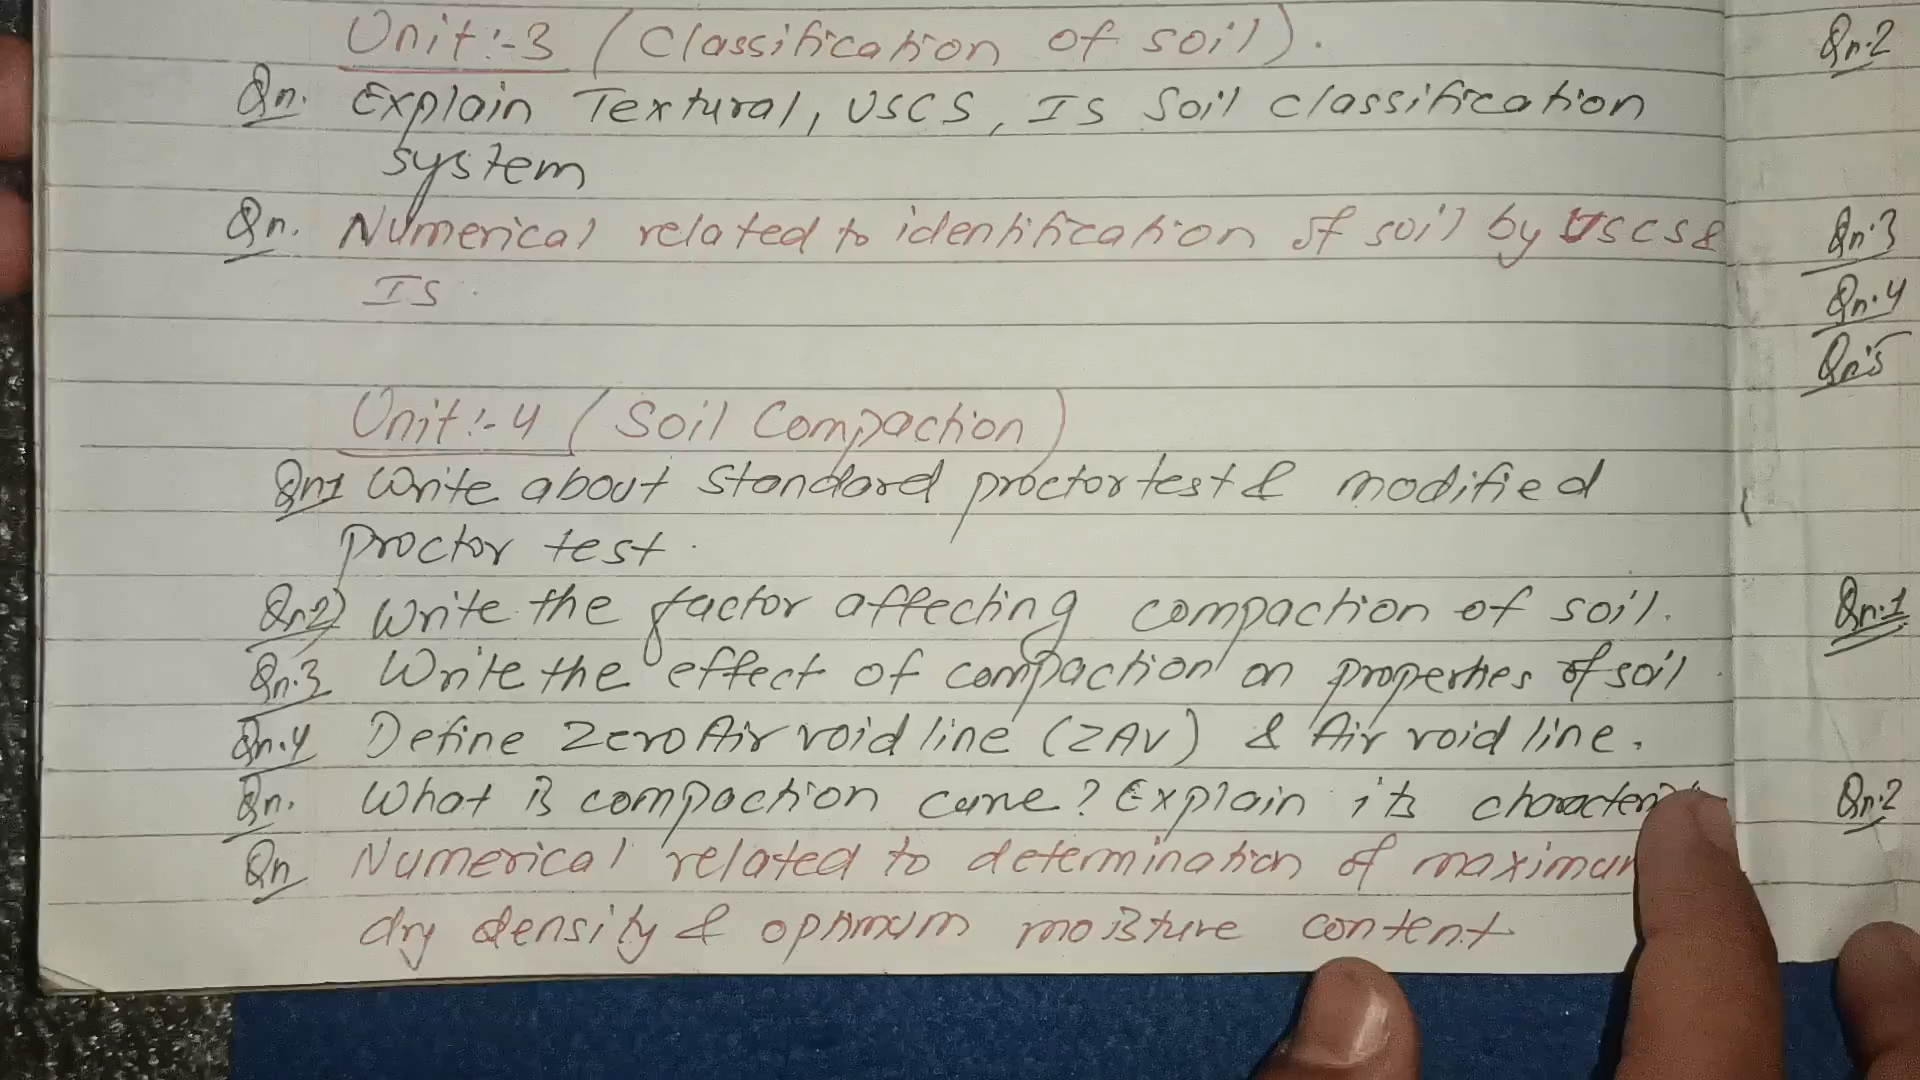 Unit:-3 (Classification of soil).
Qn. Explain Textural, USCS, IS Soil classification
system
Qn. Numerical related to identification of soil by USCS &
IS.
Unit:-4 (Soil Compaction)
Qn1 Write about Standard proctor test & modified
proctor test.
Qn2) Write the factor affecting compaction of soil.
Qn.3 Write the effect of compaction on properties of soil.
Qn.4 Define Zero Air void line (ZAV) & Air void line.
Qn. What is compaction curve? Explain its
Qn Numerical related to determination of
dry density & optimum moisture content
Qn.2
Qn.3
Qn.4
Qn.5
Qn.1
Qn.2